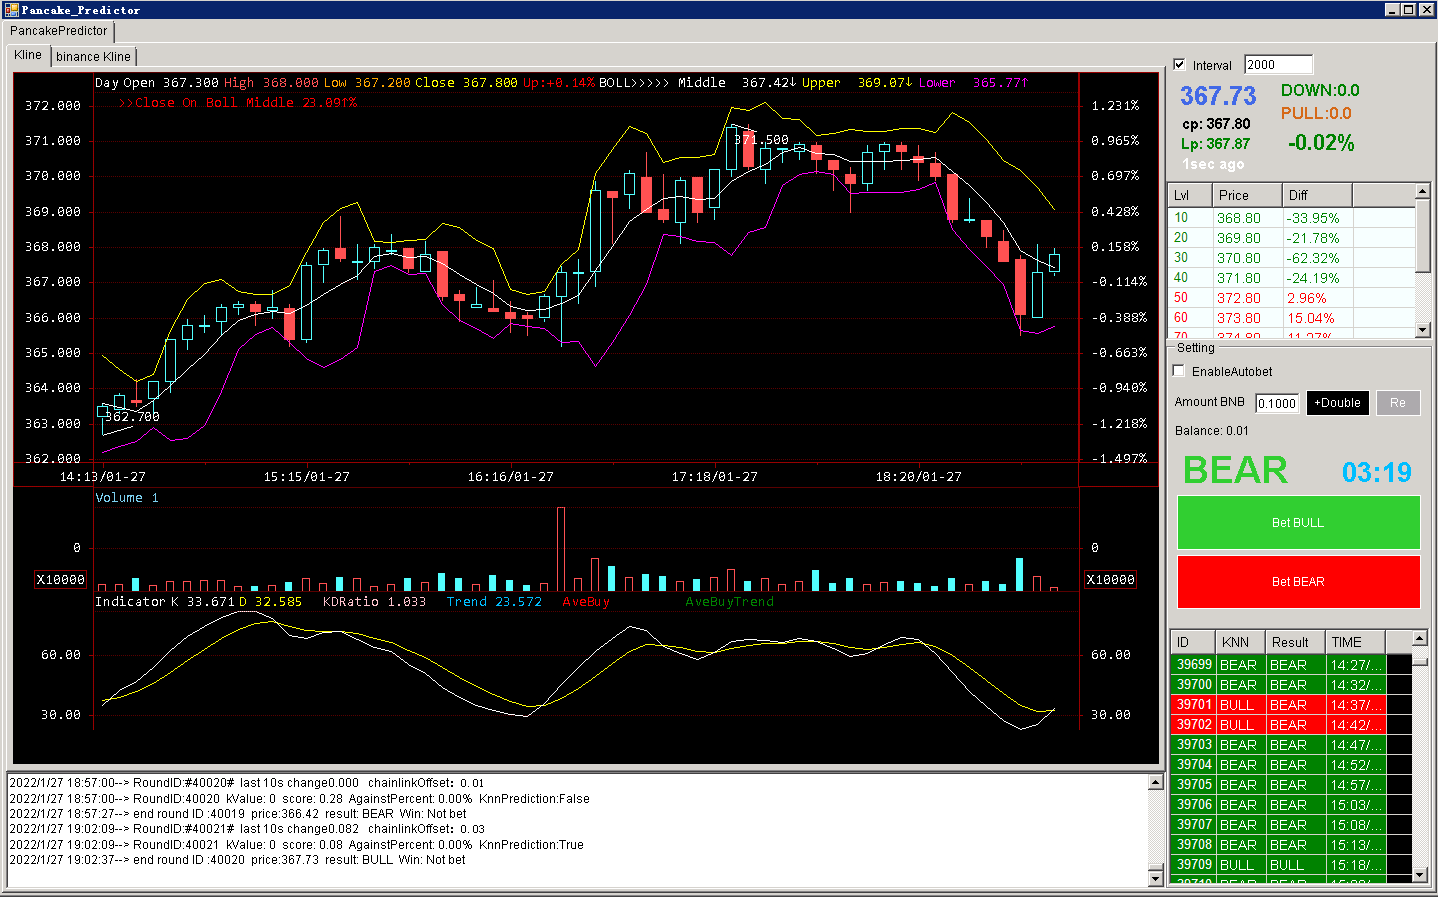 Pancake_Predictor
PancakePredictor
Kline binance Kline
Day Open 367.300 High 368.000 Low 367.200 Close 367.800 Up:+0.14% BOLL>>>>> Middle 367.42↓ Upper 369.07↓ Lower 365.77↑
>>Close On Boll Middle 23.09↑%
372.000 1.231%
371.000 0.965%
371.500
370.000 0.697%
369.000 0.428%
368.000 0.158%
367.000 -0.114%
366.000 -0.388%
365.000 -0.663%
364.000 -0.940%
362.700
363.000 -1.218%
362.000 -1.497%
14:13/01-27 15:15/01-27 16:16/01-27 17:18/01-27 18:20/01-27
Volume 1
0 0
X10000 X10000
Indicator K 33.671 D 32.585 KDRatio 1.033 Trend 23.572 AveBuy AveBuyTrend
60.00 60.00
30.00 30.00
2022/1/27 18:57:00--> RoundID:#40020# last 10s change0.000 chainlinkOffset: 0.01
2022/1/27 18:57:00--> RoundID:40020 kValue: 0 score: 0.28 AgainstPercent: 0.00% KnnPrediction:False
2022/1/27 18:57:27--> end round ID :40019 price:366.42 result: BEAR Win: Not bet
2022/1/27 19:02:09--> RoundID:#40021# last 10s change0.082 chainlinkOffset: 0.03
2022/1/27 19:02:09--> RoundID:40021 kValue: 0 score: 0.08 AgainstPercent: 0.00% KnnPrediction:True
2022/1/27 19:02:37--> end round ID :40020 price:367.73 result: BULL Win: Not bet
Interval 2000
367.73 DOWN:0.0
PULL:0.0
cp: 367.80
Lp: 367.87 -0.02%
1sec ago
Lvl Price Diff
10 368.80 -33.95%
20 369.80 -21.78%
30 370.80 -62.32%
40 371.80 -24.19%
50 372.80 2.96%
60 373.80 15.04%
70 374.80 11.27%
Setting
EnableAutobet
Amount BNB 0.1000 +Double Re
Balance: 0.01
BEAR 03:19
Bet BULL
Bet BEAR
ID KNN Result TIME
39699 BEAR BEAR 14:27/...
39700 BEAR BEAR 14:32/...
39701 BULL BEAR 14:37/...
39702 BULL BEAR 14:42/...
39703 BEAR BEAR 14:47/...
39704 BEAR BEAR 14:52/...
39705 BEAR BEAR 14:57/...
39706 BEAR BEAR 15:03/...
39707 BEAR BEAR 15:08/...
39708 BEAR BEAR 15:13/...
39709 BULL BULL 15:18/...
39710 BEAR BEAR